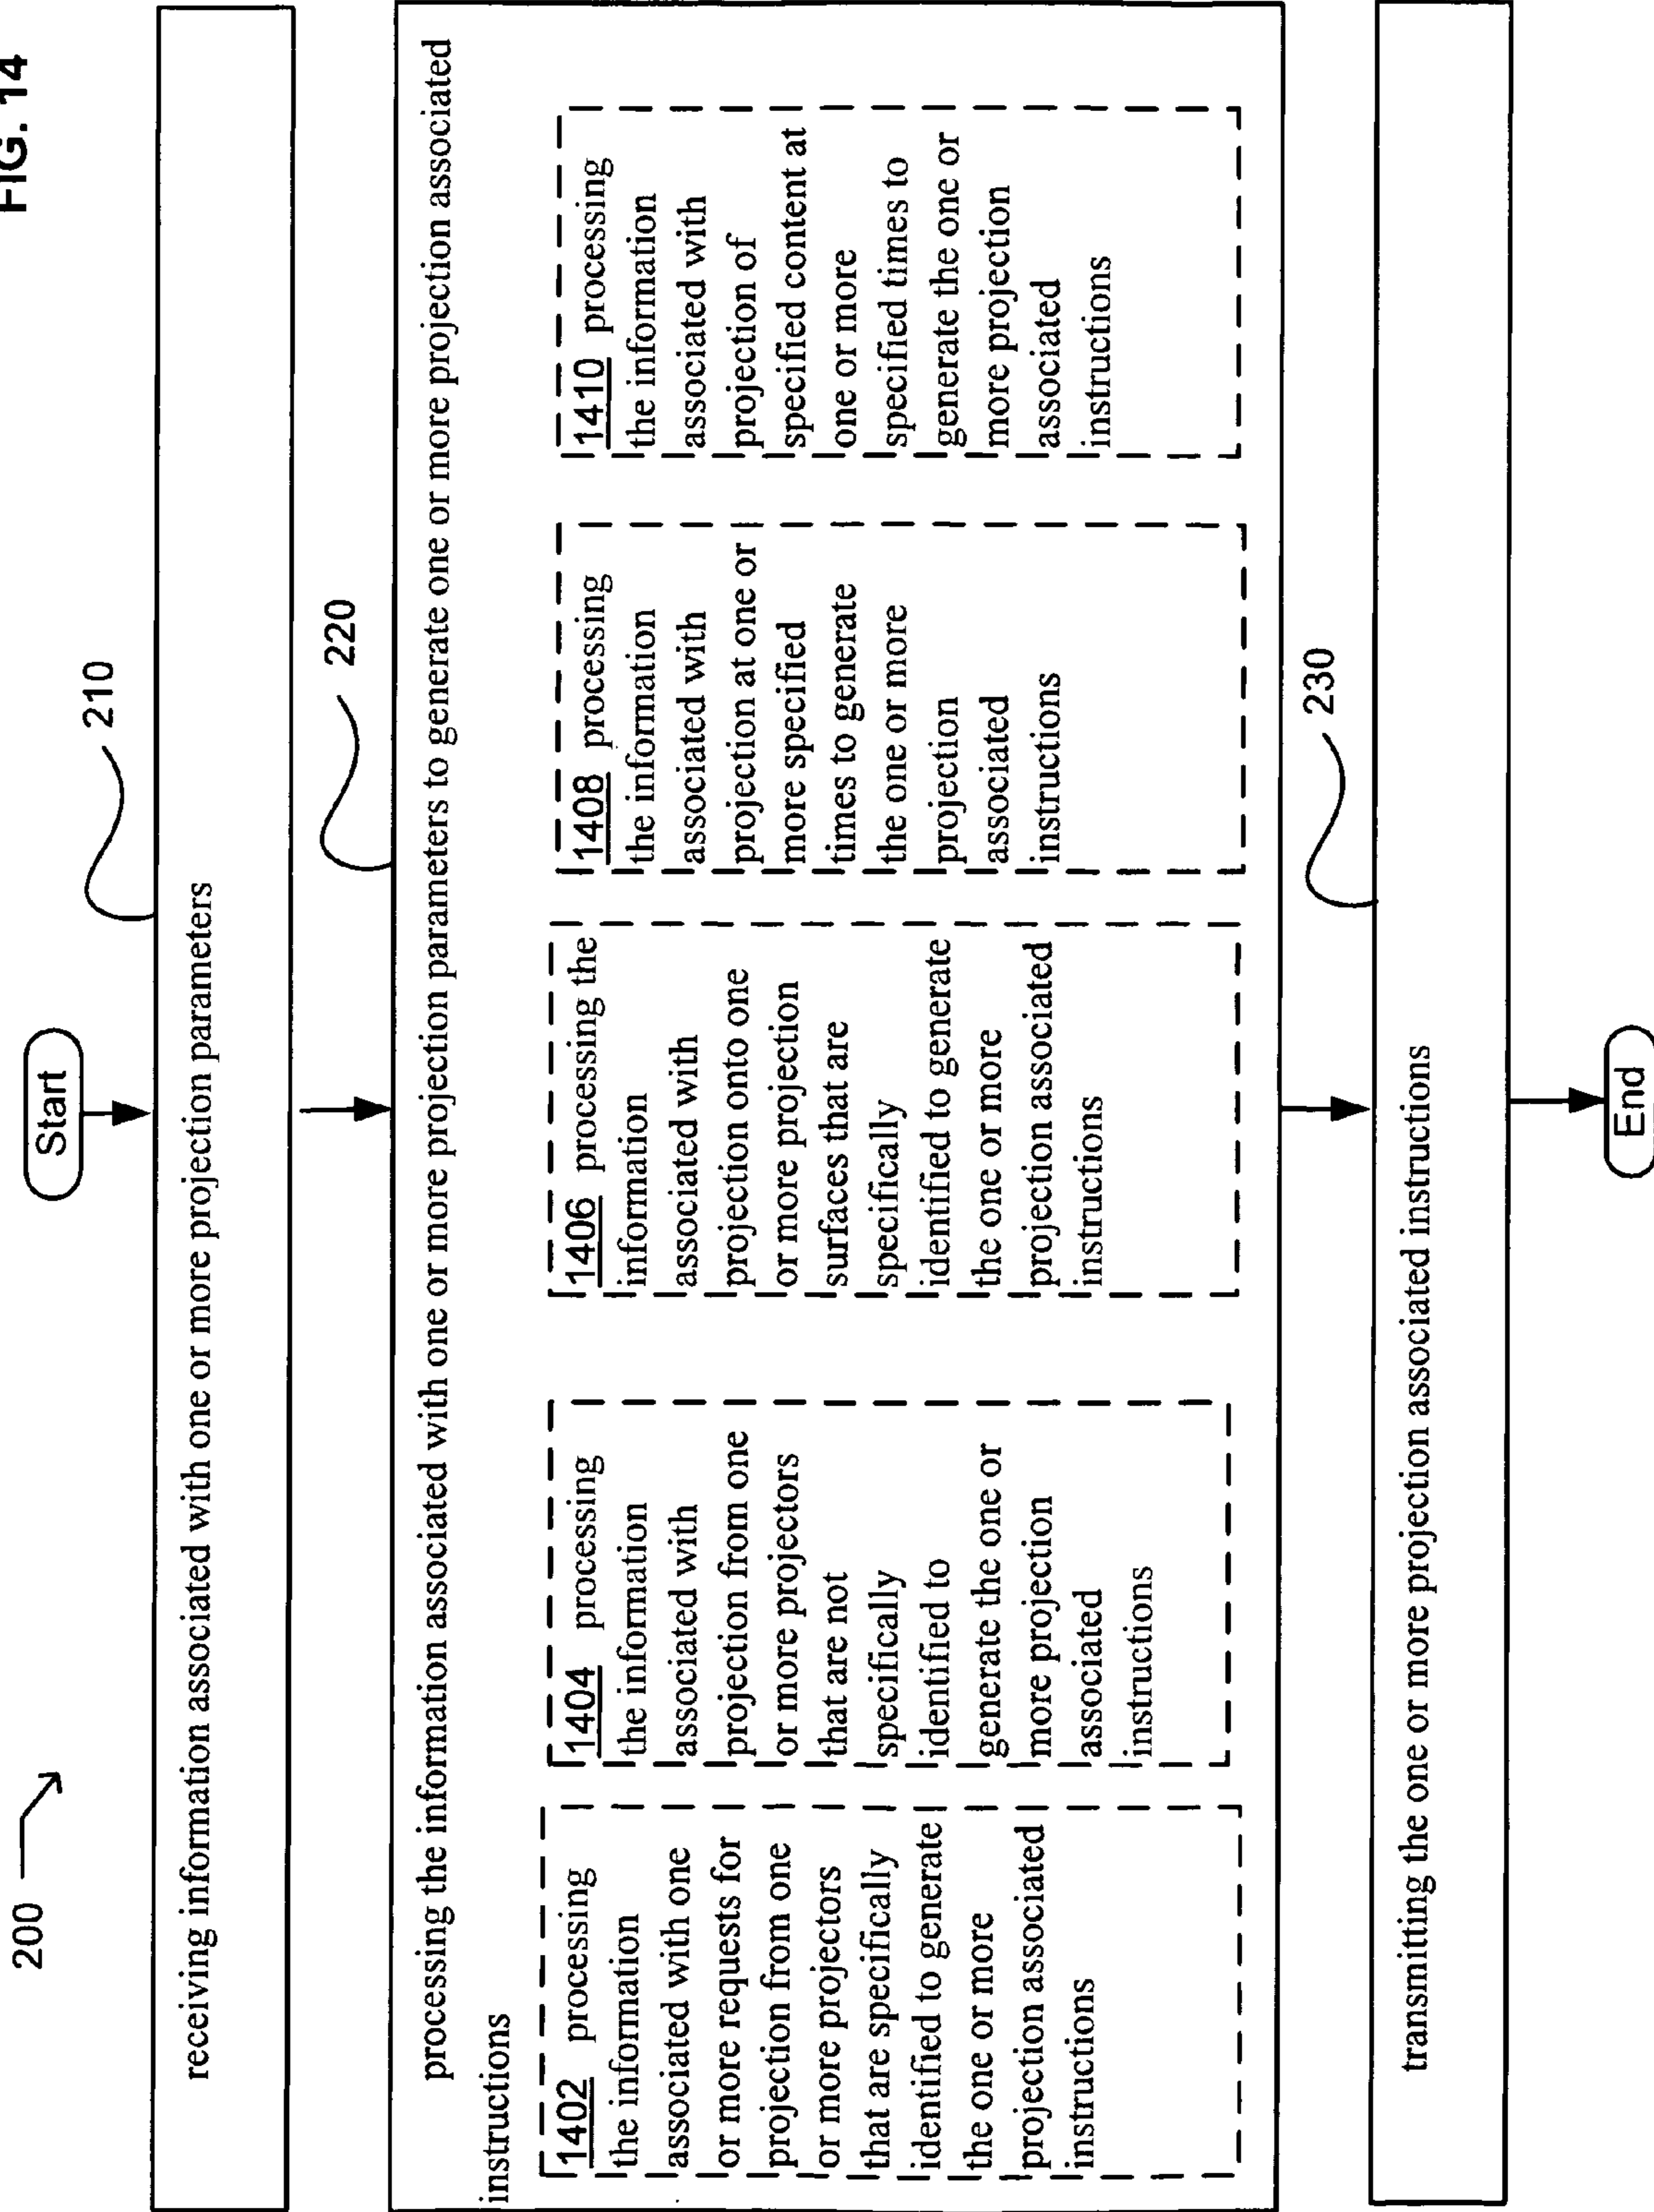 FIG. 14
200
Start
210
receiving information associated with one or more projection parameters
220
processing the information associated with one or more projection parameters to generate one or more projection associated
instructions
1402 processing
the information
associated with one
or more requests for
projection from one
or more projectors
that are specifically
identified to generate
the one or more
projection associated
instructions
1404 processing
the information
associated with
projection from one
or more projectors
that are not
specifically
identified to
generate the one or
more projection
associated
instructions
1406 processing the
information
associated with
projection onto one
or more projection
surfaces that are
specifically
identified to generate
the one or more
projection associated
instructions
1408 processing
the information
associated with
projection at one or
more specified
times to generate
the one or more
projection
associated
instructions
1410 processing
the information
associated with
projection of
specified content at
one or more
specified times to
generate the one or
more projection
associated
instructions
230
transmitting the one or more projection associated instructions
End